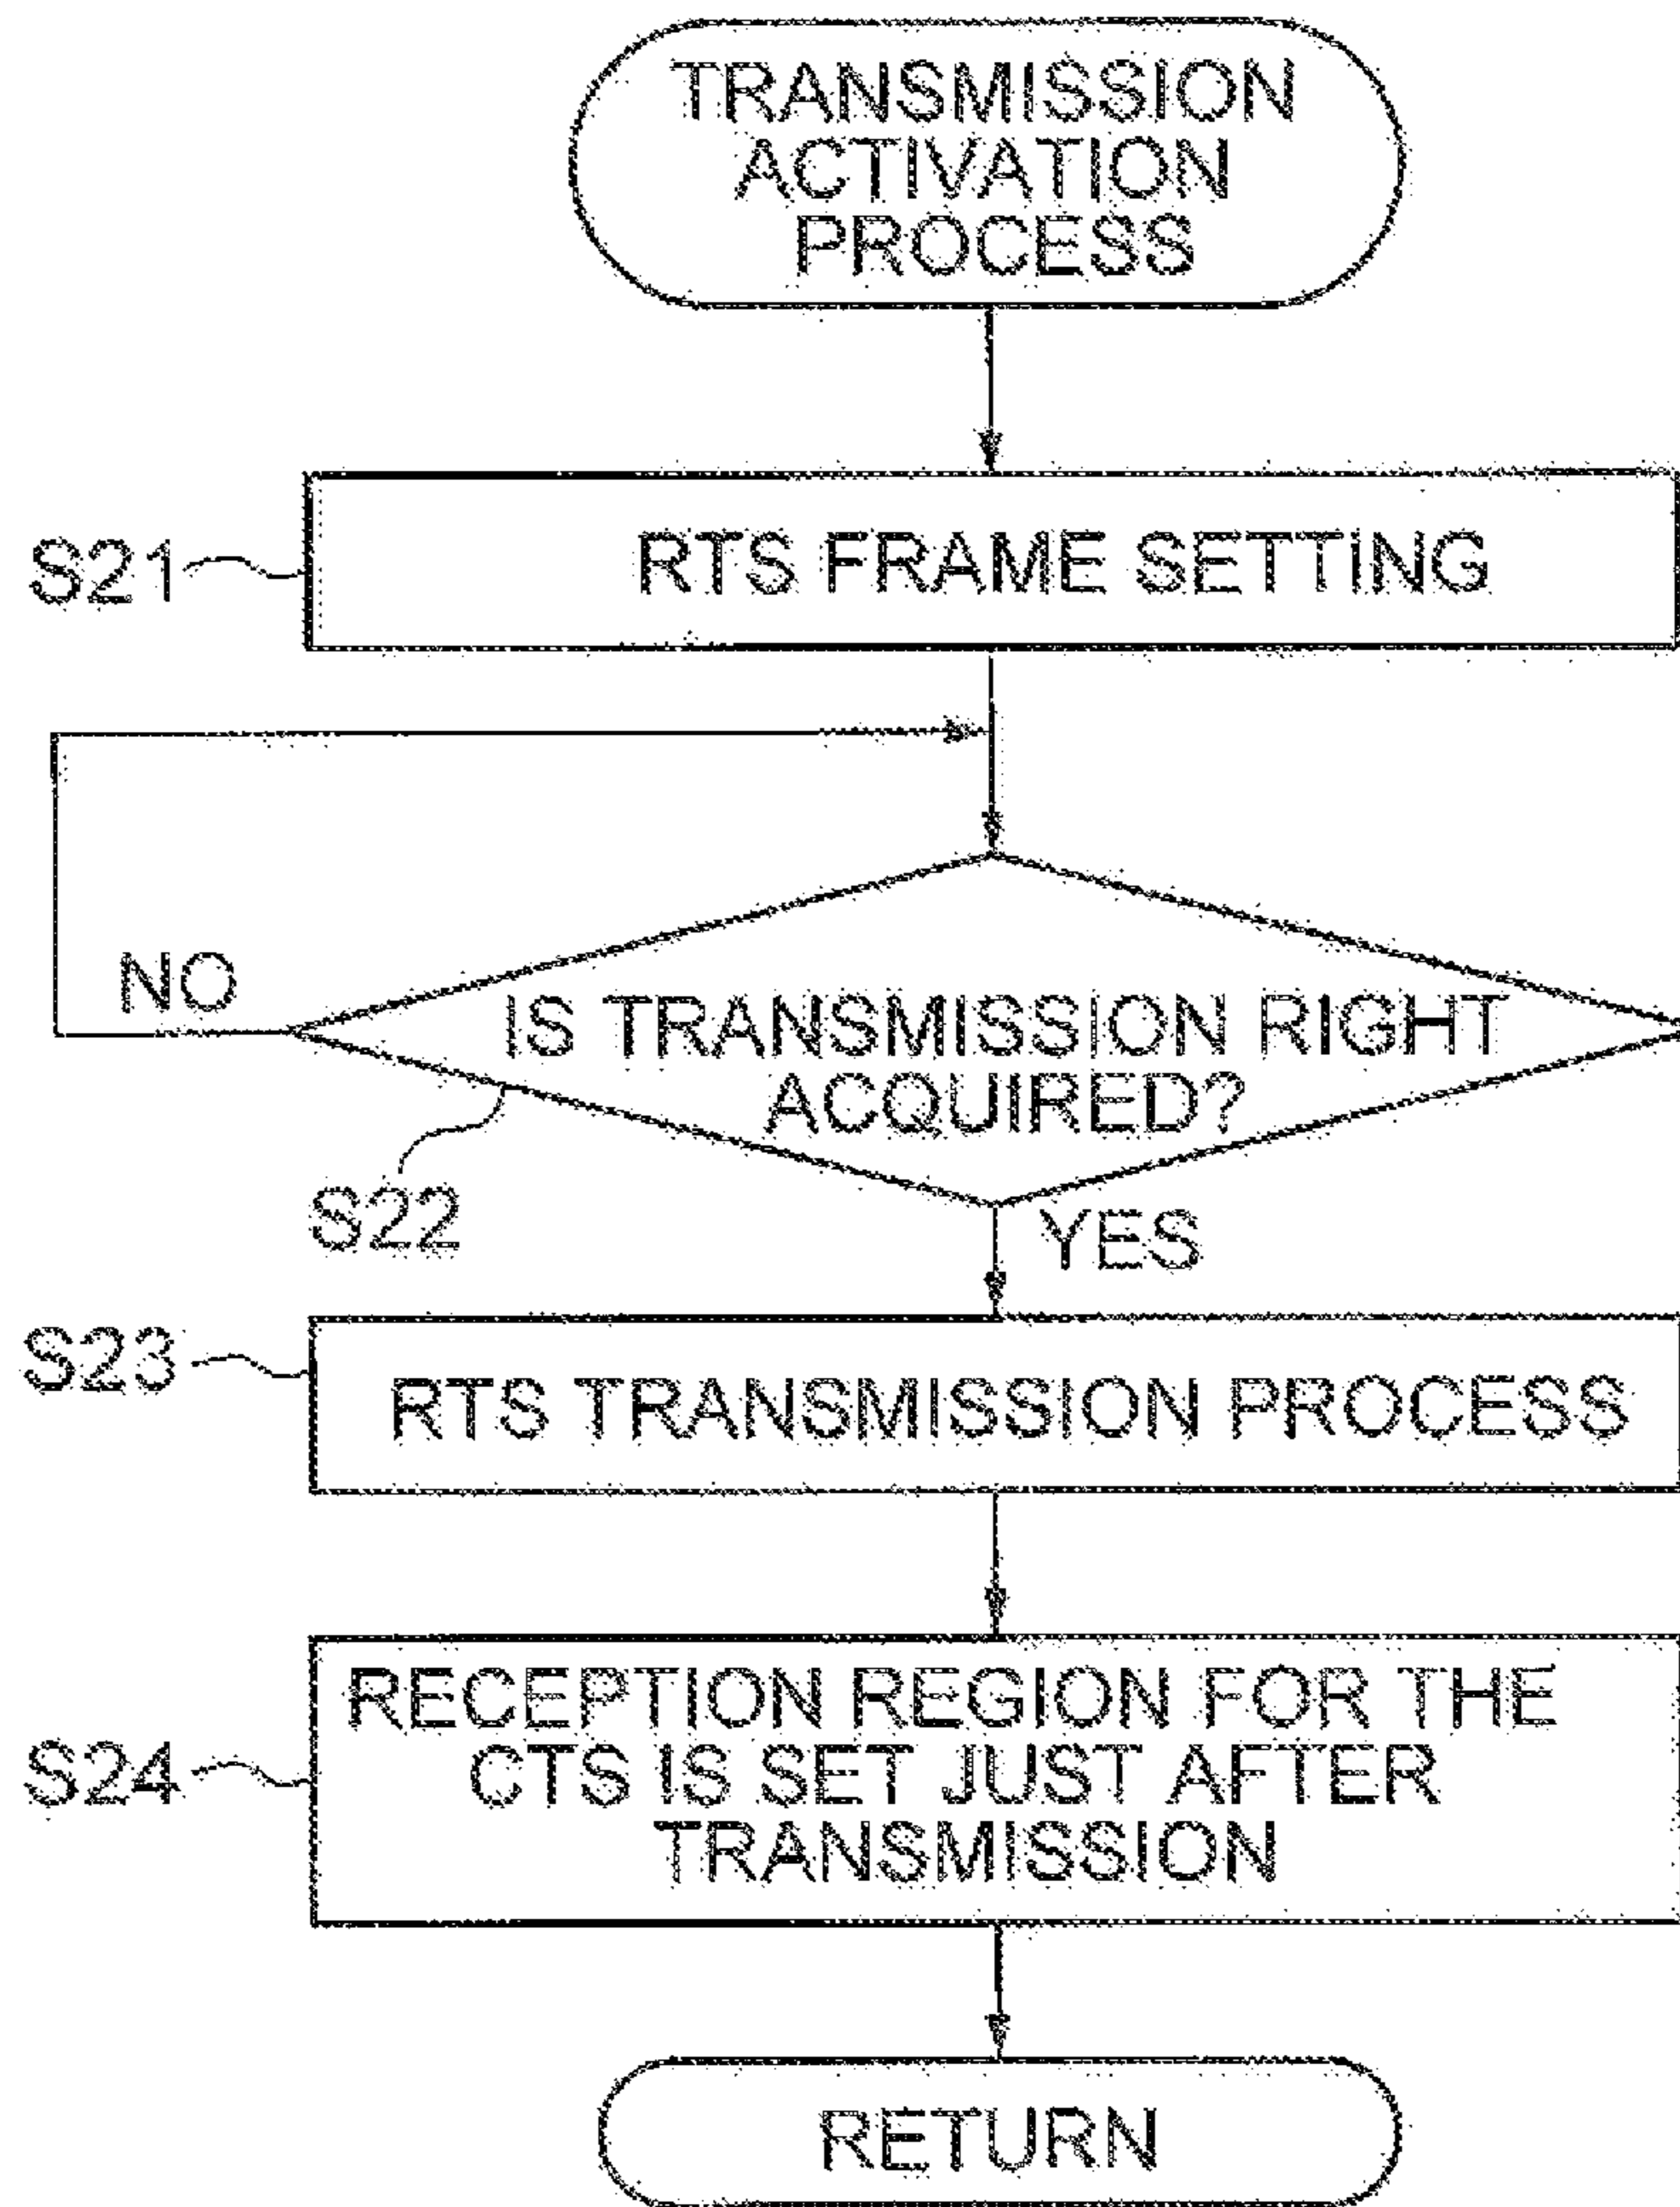 TRANSMISSION
ACTIVATION
PROCESS
S21
RTS FRAME SETTING
NO
IS TRANSMISSION RIGHT
ACQUIRED?
S22
YES
S23
RTS TRANSMISSION PROCESS
S24
RECEPTION REGION FOR THE
CTS IS SET JUST AFTER
TRANSMISSION
RETURN